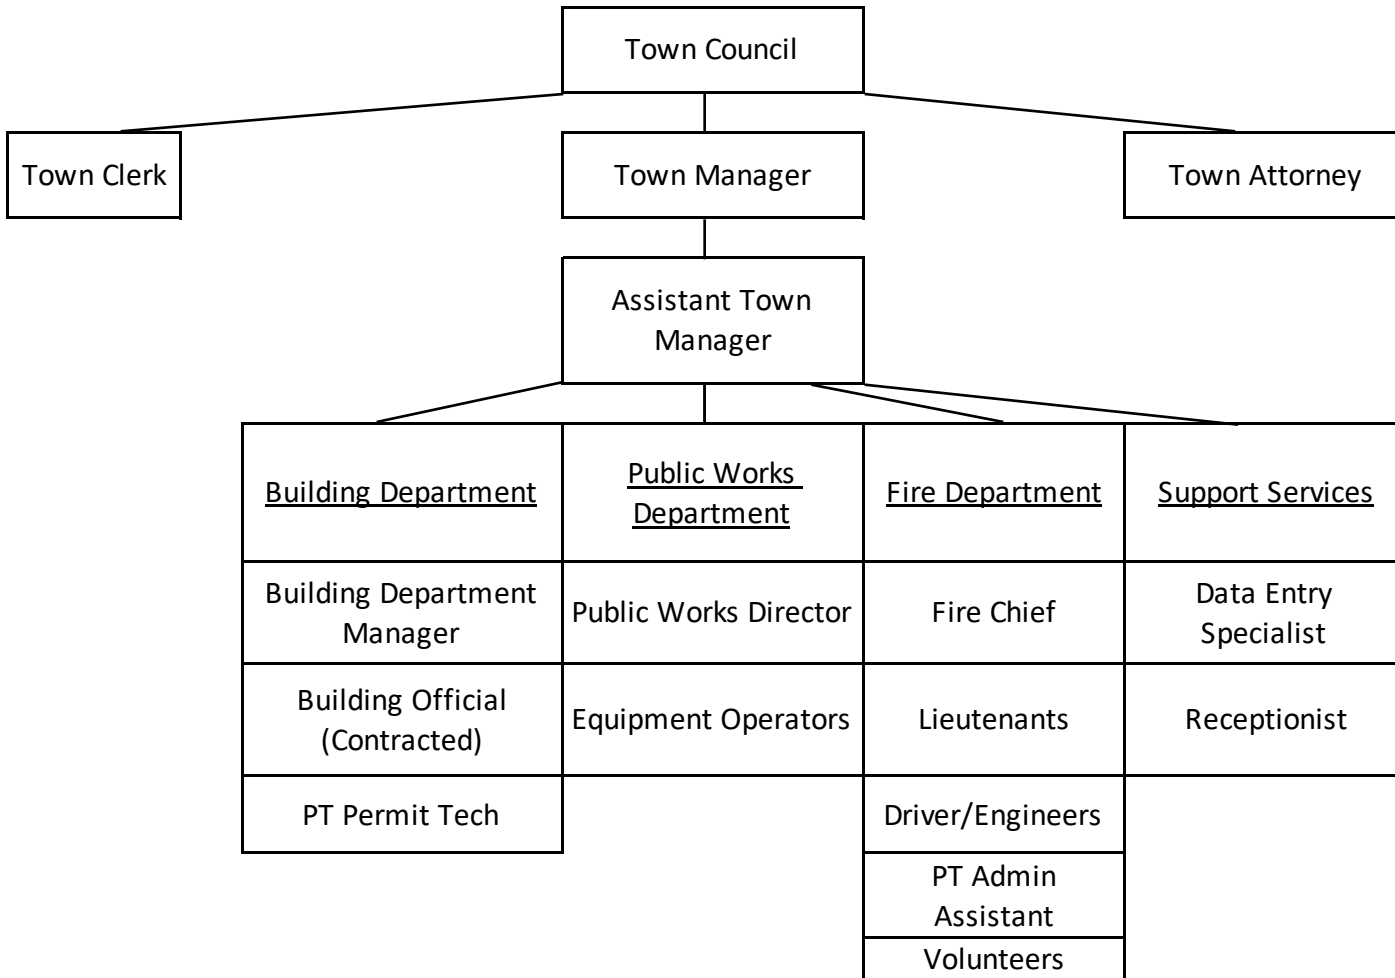 Town Council
Town Clerk
Town Manager
Town Attorney
Assistant Town
Manager
Building Department
Public Works
Department
Fire Department
Support Services
Building Department
Manager
Public Works Director
Fire Chief
Data Entry
Specialist
Building Official
(Contracted)
Equipment Operators
Lieutenants
Receptionist
PT Permit Tech
Driver/Engineers
PT Admin
Assistant
Volunteers